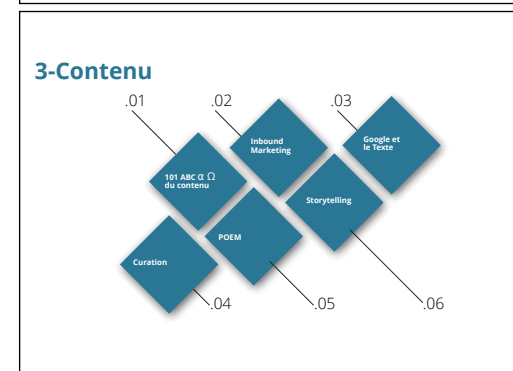 3-Contenu
.01
.02
.03
Inbound
Marketing
Google et
le Texte
101 ABC α Ω
du contenu
Storytelling
POEM
Curation
.04
.05
.06